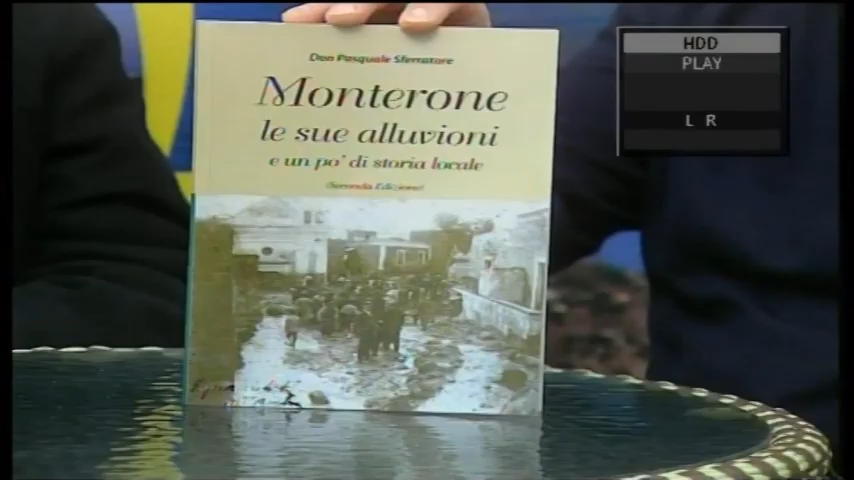 Don Pasquale Sferratore
Monterone
le sue alluvioni
e un po' di storia locale
(Seconda Edizione)
HDD
PLAY
L R